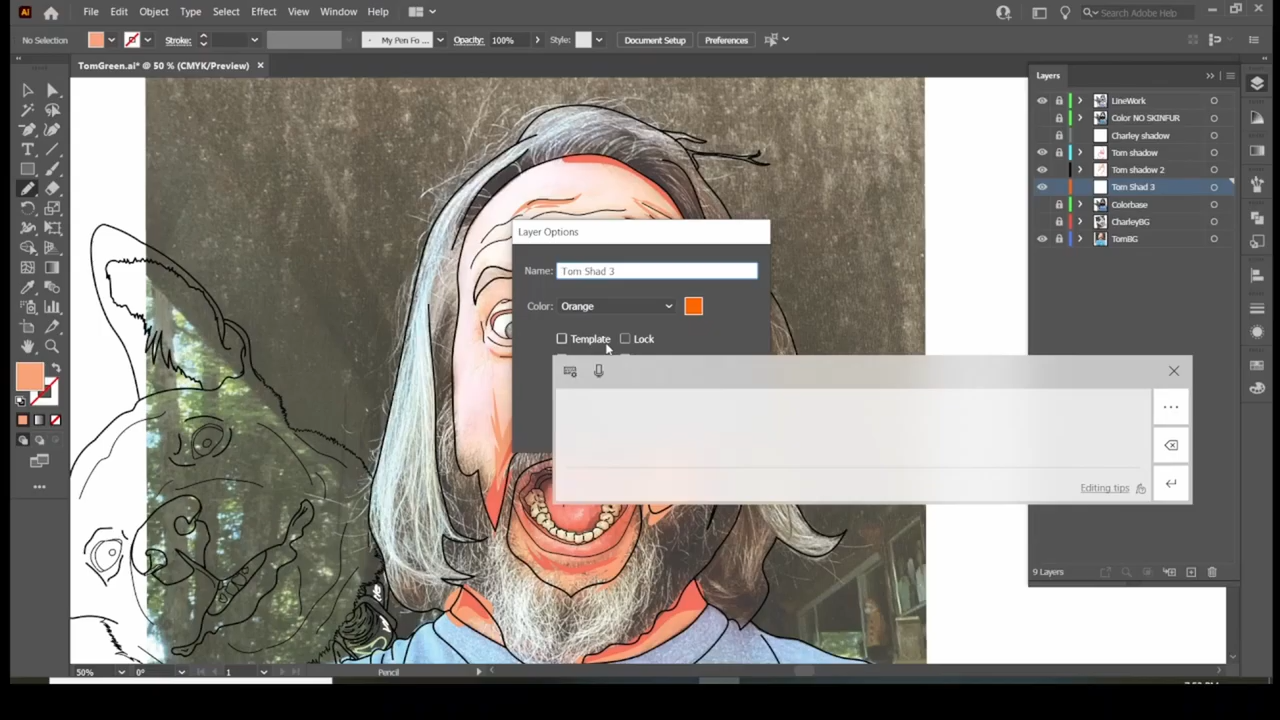 Ai File Edit Object Type Select Effect View Window Help Search Adobe Help
No Selection Stroke: My Pen Fo... Opacity: 100% Style: Document Setup Preferences
TomGreen.ai* @ 50 % (CMYK/Preview) ×
Layers
LineWork
Color NO SKINFUR
Charley shadow
Tom shadow
Tom shadow 2
Tom Shad 3
Colorbase
CharleyBG
TomBG
Layer Options
Name: Tom Shad 3
Color: Orange
Template Lock
Editing tips
9 Layers
50% 0° 1 Pencil